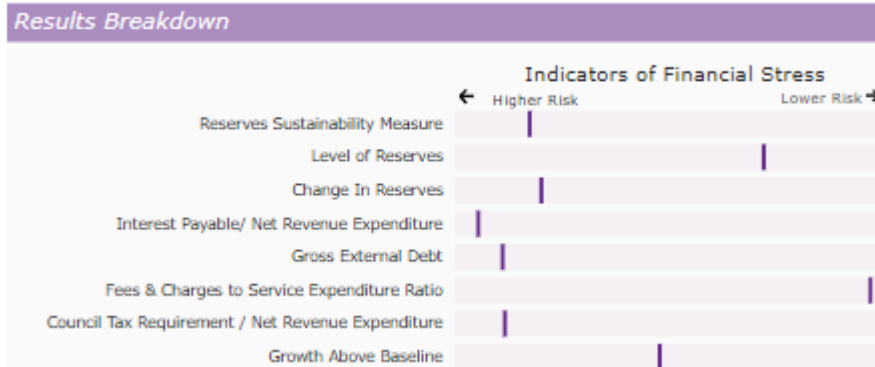 Results Breakdown
Indicators of Financial Stress
← Higher Risk Lower Risk →
Reserves Sustainability Measure
Level of Reserves
Change In Reserves
Interest Payable/ Net Revenue Expenditure
Gross External Debt
Fees & Charges to Service Expenditure Ratio
Council Tax Requirement / Net Revenue Expenditure
Growth Above Baseline